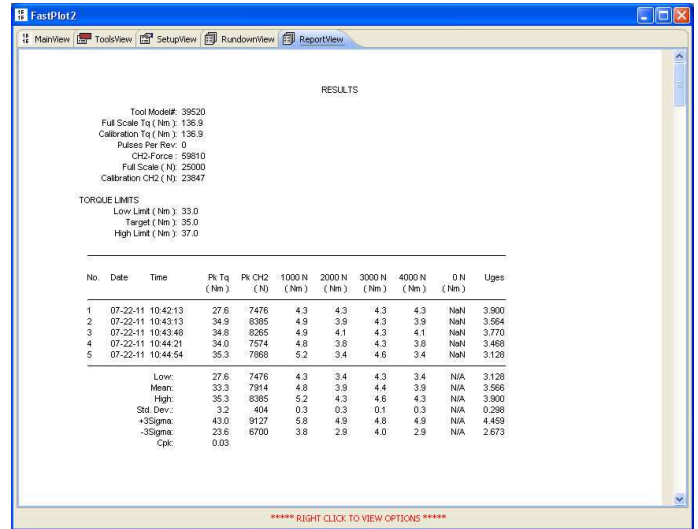 FastPlot2
MainView ToolsView SetupView RundownView ReportView
RESULTS
Tool Model#: 39520
Full Scale Tq ( Nm ): 136.9
Calibration Tq ( Nm ): 136.9
Pulses Per Rev: 0
CH2-Force : 59810
Full Scale ( N): 25000
Calibration CH2 ( N): 23847
TORQUE LIMITS
Low Limit ( Nm ): 33.0
Target ( Nm ): 35.0
High Limit ( Nm ): 37.0
No. Date Time Pk Tq Pk CH2 1000 N 2000 N 3000 N 4000 N 0 N Uges
( Nm ) ( N) ( Nm ) ( Nm ) ( Nm ) ( Nm ) ( Nm )
1 07-22-11 10:42:13 27.6 7476 4.3 4.3 4.3 4.3 NaN 3.900
2 07-22-11 10:43:13 34.9 8385 4.9 3.9 4.3 3.9 NaN 3.564
3 07-22-11 10:43:48 34.8 8265 4.9 4.1 4.3 4.1 NaN 3.770
4 07-22-11 10:44:21 34.0 7574 4.8 3.8 4.3 3.8 NaN 3.468
5 07-22-11 10:44:54 35.3 7868 5.2 3.4 4.6 3.4 NaN 3.128
Low: 27.6 7476 4.3 3.4 4.3 3.4 N/A 3.128
Mean: 33.3 7914 4.8 3.9 4.4 3.9 N/A 3.566
High: 35.3 8385 5.2 4.3 4.6 4.3 N/A 3.900
Std. Dev.: 3.2 404 0.3 0.3 0.1 0.3 N/A 0.298
+3Sigma: 43.0 9127 5.8 4.9 4.8 4.9 N/A 4.459
-3Sigma: 23.6 6700 3.8 2.9 4.0 2.9 N/A 2.673
Cpk: 0.03
***** RIGHT CLICK TO VIEW OPTIONS *****